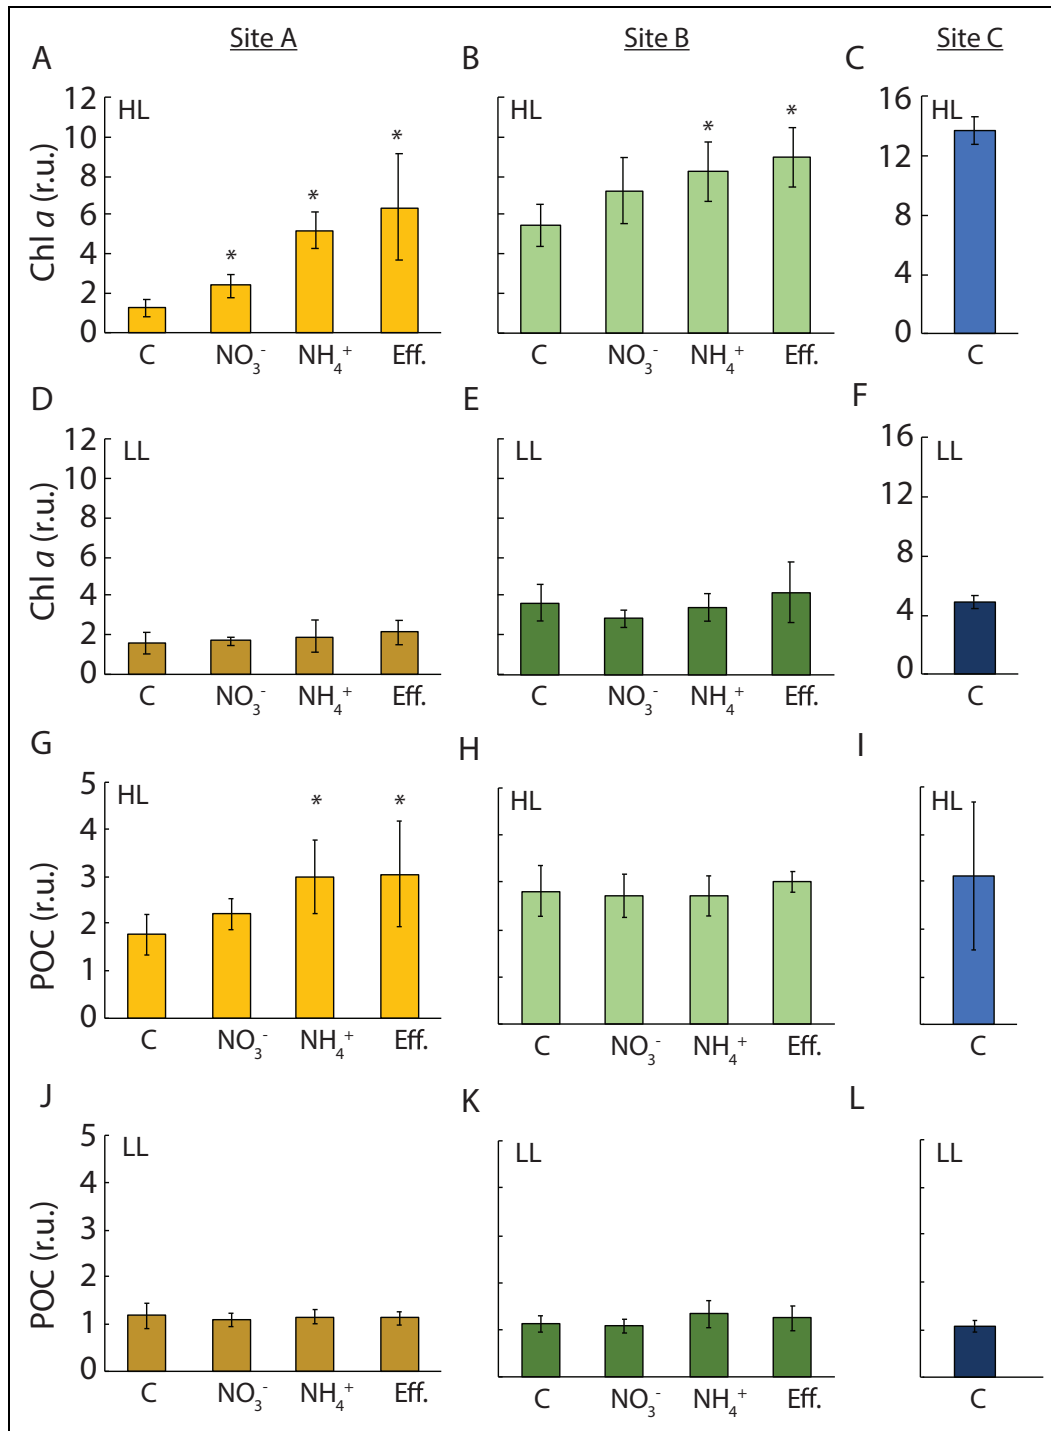 Site A Site B Site C
A B C
HL HL HL
Chl a (r.u.)
12 10 8 6 4 2 0
16 12 8 4 0
* * *
* *
C NO3- NH4+ Eff. C NO3- NH4+ Eff. C
D E F
LL LL LL
Chl a (r.u.)
12 10 8 6 4 2 0
16 12 8 4 0
C NO3- NH4+ Eff. C NO3- NH4+ Eff. C
G H I
HL HL HL
POC (r.u.)
5 4 3 2 1 0
* *
C NO3- NH4+ Eff. C NO3- NH4+ Eff. C
J K L
LL LL LL
POC (r.u.)
5 4 3 2 1 0
C NO3- NH4+ Eff. C NO3- NH4+ Eff. C